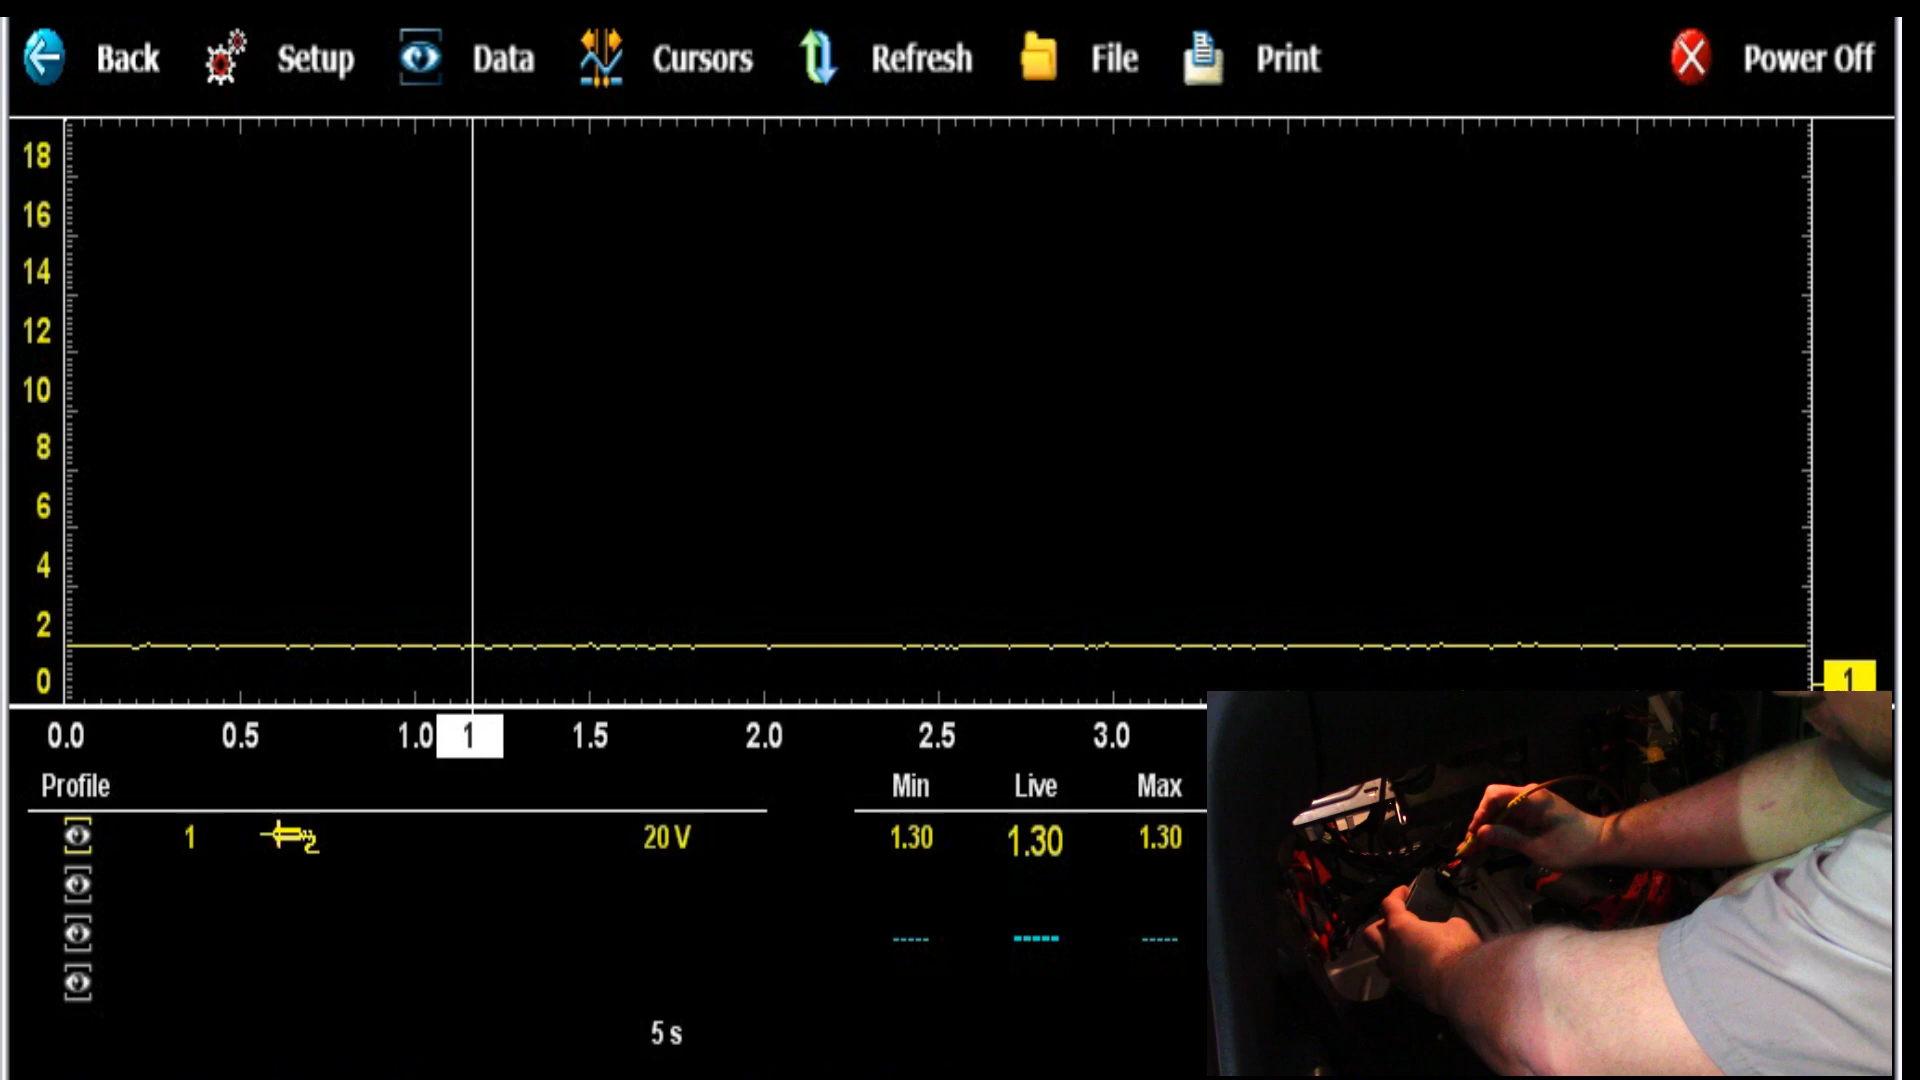 Back Setup Data Cursors Refresh File Print Power Off
18
16
14
12
10
8
6
4
2
0
1
0.0 0.5 1.0 1 1.5 2.0 2.5 3.0
Profile Min Live Max
1 20 V 1.30 1.30 1.30
----- ----- -----
5 s